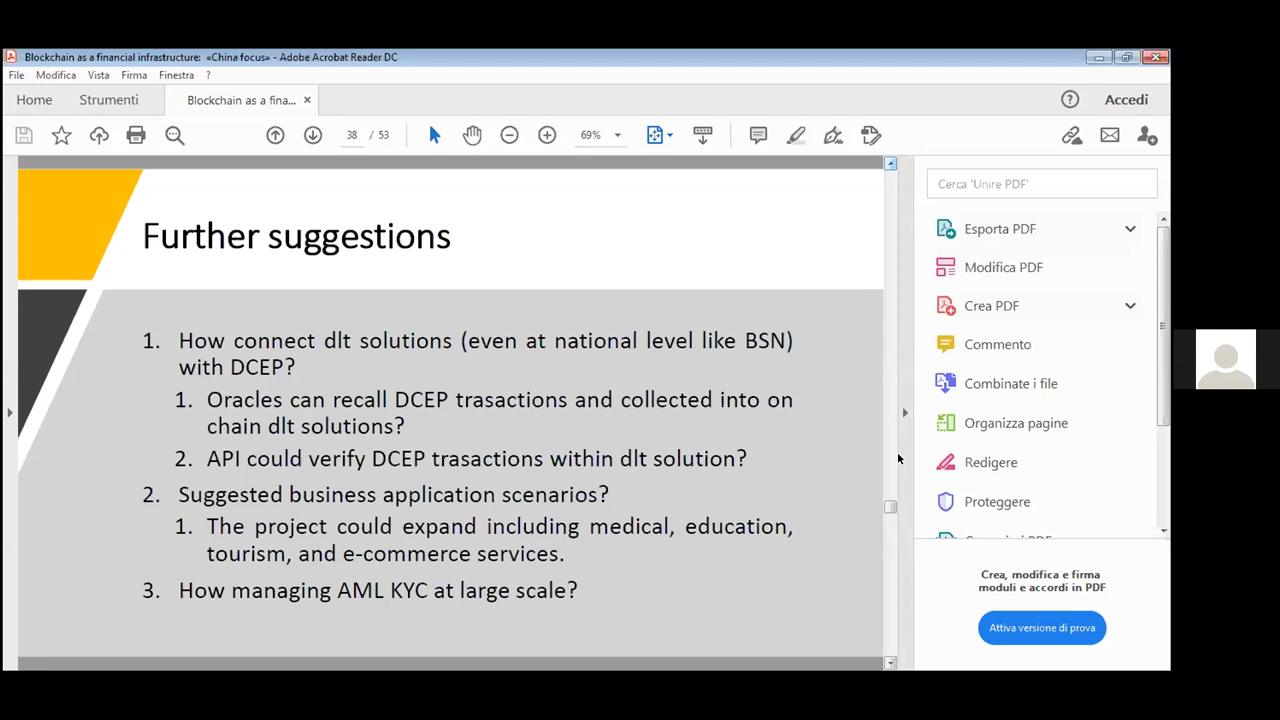 Blockchain as a financial infrastructure: «China focus» - Adobe Acrobat Reader DC
File Modifica Vista Firma Finestra ?
Home Strumenti Blockchain as a fina... × Accedi
38 / 53 69%
Cerca 'Unire PDF'
Further suggestions
1. How connect dlt solutions (even at national level like BSN)
with DCEP?
1. Oracles can recall DCEP trasactions and collected into on
chain dlt solutions?
2. API could verify DCEP trasactions within dlt solution?
2. Suggested business application scenarios?
1. The project could expand including medical, education,
tourism, and e-commerce services.
3. How managing AML KYC at large scale?
Esporta PDF
Modifica PDF
Crea PDF
Commento
Combinate i file
Organizza pagine
Redigere
Proteggere
Crea, modifica e firma
moduli e accordi in PDF
Attiva versione di prova